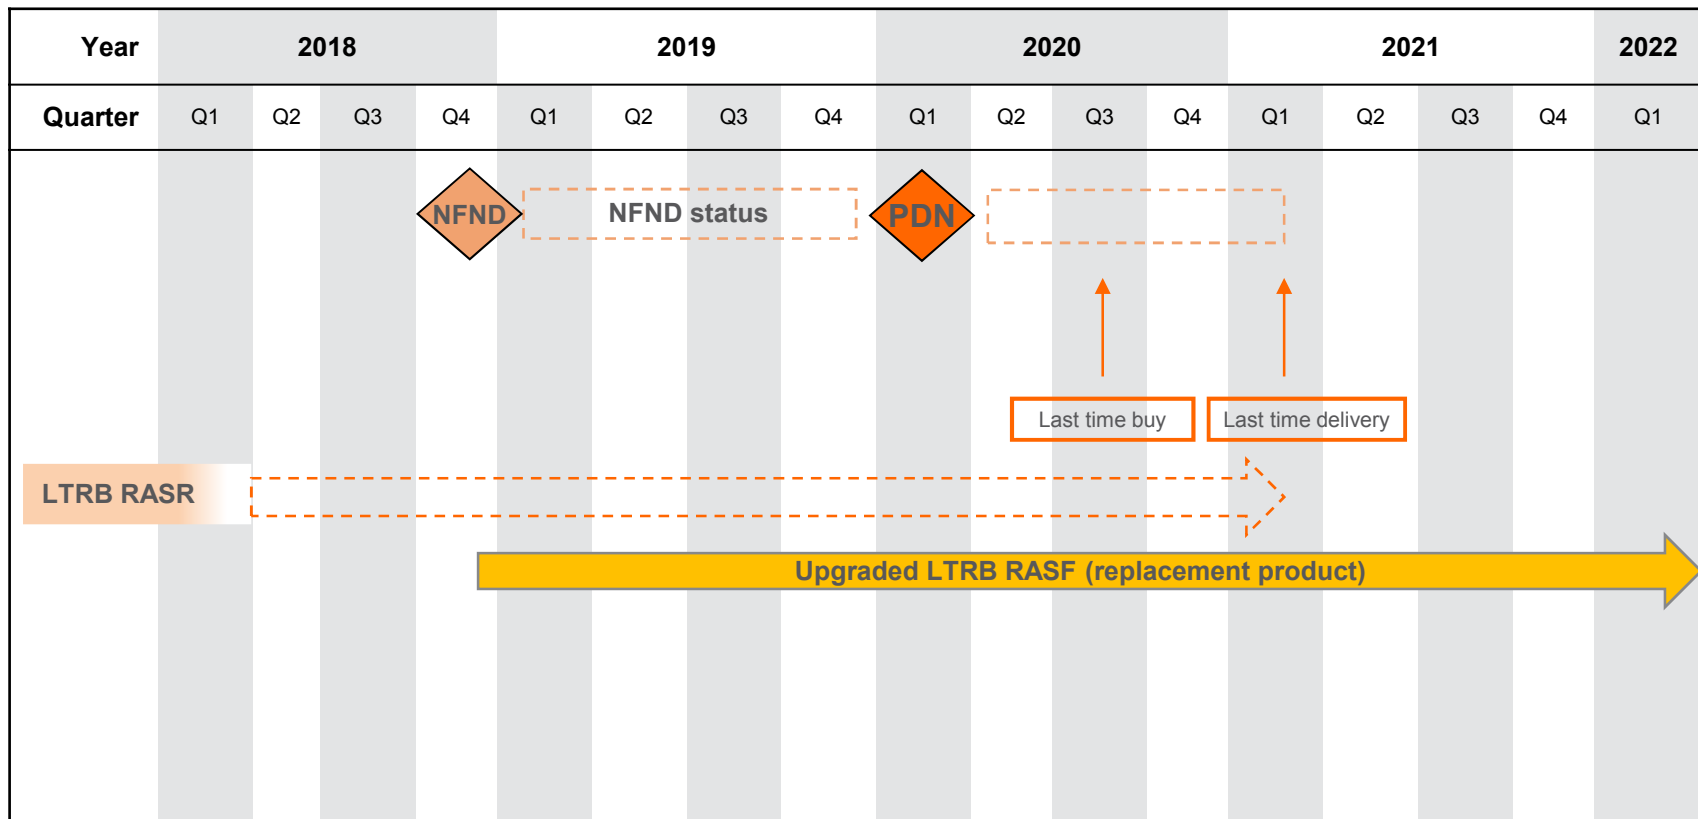 Year 2018 2019 2020 2021 2022
Quarter Q1 Q2 Q3 Q4 Q1 Q2 Q3 Q4 Q1 Q2 Q3 Q4 Q1 Q2 Q3 Q4 Q1
NFND NFND status PDN
Last time buy Last time delivery
LTRB RASR
Upgraded LTRB RASF (replacement product)